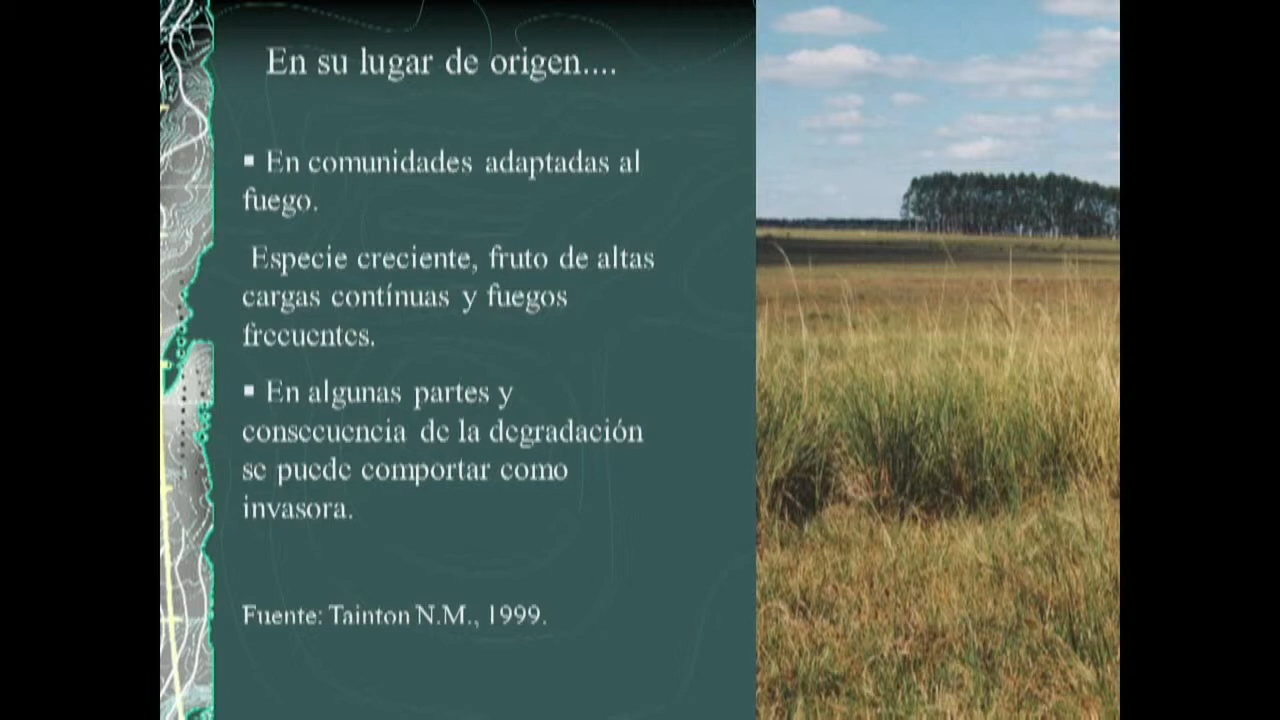 En su lugar de origen....
▪ En comunidades adaptadas al
fuego.
Especie creciente, fruto de altas
cargas contínuas y fuegos
frecuentes.
▪ En algunas partes y
consecuencia de la degradación
se puede comportar como
invasora.
Fuente: Tainton N.M., 1999.